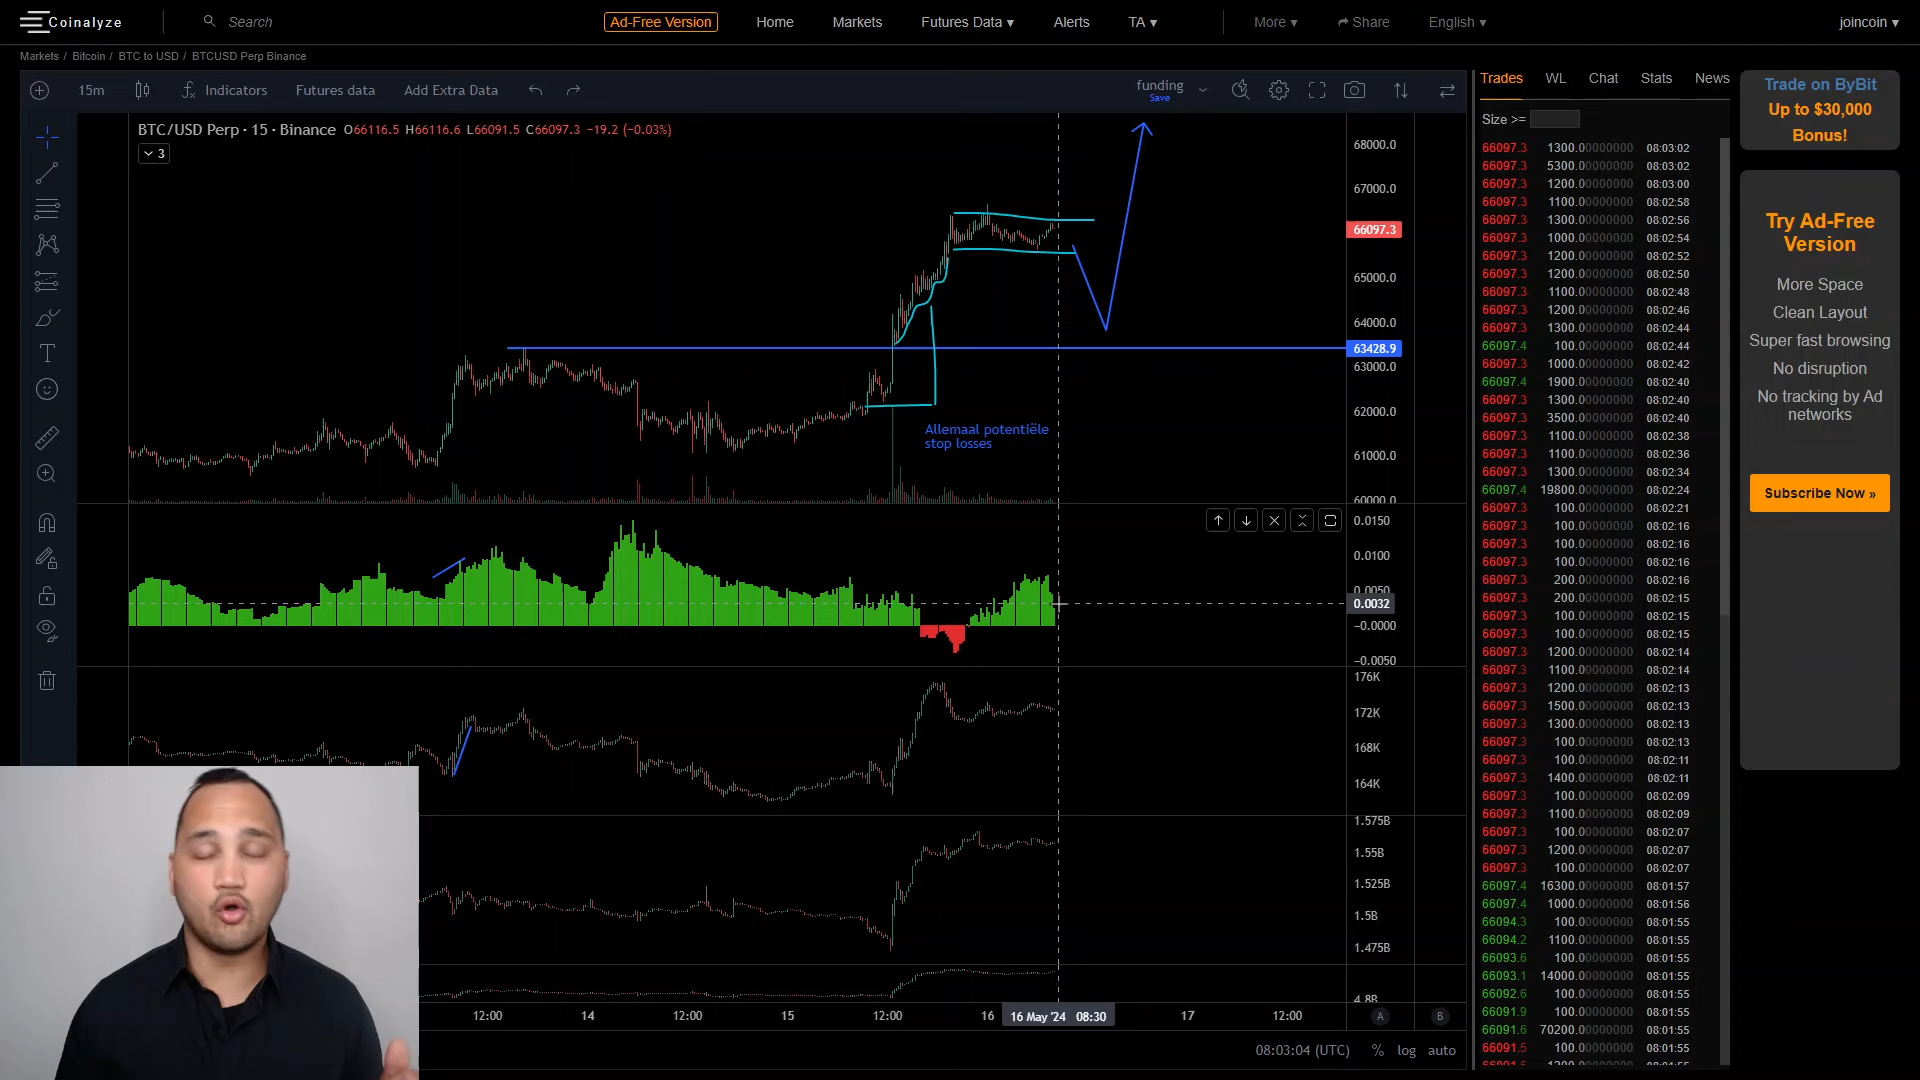 Coinalyze
Search
Ad-Free Version
Home
Markets
Futures Data ▾
Alerts
TA ▾
More ▾
Share
English ▾
joincoin ▾
Markets / Bitcoin / BTC to USD / BTCUSD Perp Binance
15m
Indicators
Futures data
Add Extra Data
funding
Save
BTC/USD Perp · 15 · Binance O66116.5 H66116.6 L66091.5 C66097.3 −19.2 (−0.03%)
3
68000.0
67000.0
66097.3
65000.0
64000.0
63428.9
63000.0
62000.0
61000.0
60000.0
Allemaal potentiële
stop losses
0.0150
0.0100
0.0050
0.0032
−0.0000
−0.0050
176K
172K
168K
164K
1.575B
1.55B
1.525B
1.5B
1.475B
4.8B
12:00 14 12:00 15 12:00 16 16 May '24 08:30 17 12:00
A B
08:03:04 (UTC) % log auto
Trades WL Chat Stats News
Size >=
66097.3 1300.00000000 08:03:02
66097.3 5300.00000000 08:03:02
66097.3 1200.00000000 08:03:00
66097.3 1100.00000000 08:02:58
66097.3 1300.00000000 08:02:56
66097.3 1000.00000000 08:02:54
66097.3 1200.00000000 08:02:52
66097.3 1200.00000000 08:02:50
66097.3 1100.00000000 08:02:48
66097.3 1200.00000000 08:02:46
66097.3 1300.00000000 08:02:44
66097.4 100.00000000 08:02:44
66097.3 1000.00000000 08:02:42
66097.4 1900.00000000 08:02:40
66097.3 1300.00000000 08:02:40
66097.4 3500.00000000 08:02:40
66097.3 1100.00000000 08:02:38
66097.3 1100.00000000 08:02:36
66097.3 1300.00000000 08:02:34
66097.4 19800.00000000 08:02:24
66097.3 100.00000000 08:02:21
66097.3 100.00000000 08:02:16
66097.3 100.00000000 08:02:16
66097.3 100.00000000 08:02:16
66097.3 200.00000000 08:02:16
66097.3 200.00000000 08:02:15
66097.3 100.00000000 08:02:15
66097.3 100.00000000 08:02:15
66097.3 1200.00000000 08:02:14
66097.3 1100.00000000 08:02:14
66097.3 1200.00000000 08:02:13
66097.3 1500.00000000 08:02:13
66097.3 1300.00000000 08:02:13
66097.3 100.00000000 08:02:13
66097.3 1200.00000000 08:02:11
66097.3 1400.00000000 08:02:11
66097.3 100.00000000 08:02:09
66097.3 1100.00000000 08:02:09
66097.3 100.00000000 08:02:07
66097.3 1200.00000000 08:02:07
66097.3 100.00000000 08:02:07
66097.4 16300.00000000 08:01:57
66097.4 1000.00000000 08:01:56
66094.3 100.00000000 08:01:55
66094.2 1100.00000000 08:01:55
66093.6 100.00000000 08:01:55
66093.1 14000.00000000 08:01:55
66092.6 100.00000000 08:01:55
66091.9 100.00000000 08:01:55
66091.6 70200.00000000 08:01:55
66091.5 100.00000000 08:01:55
Trade on ByBit
Up to $30,000
Bonus!
Try Ad-Free
Version
More Space
Clean Layout
Super fast browsing
No disruption
No tracking by Ad
networks
Subscribe Now »